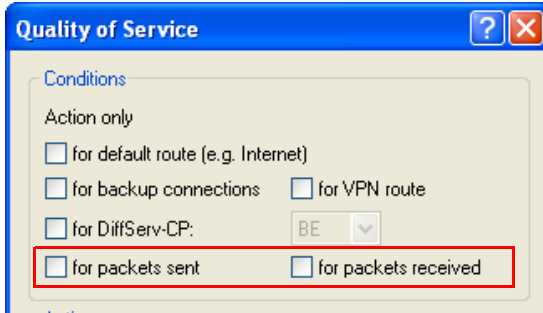 Quality of Service
Conditions
Action only
for default route (e.g. Internet)
for backup connections for VPN route
for DiffServ-CP: BE
for packets sent for packets received